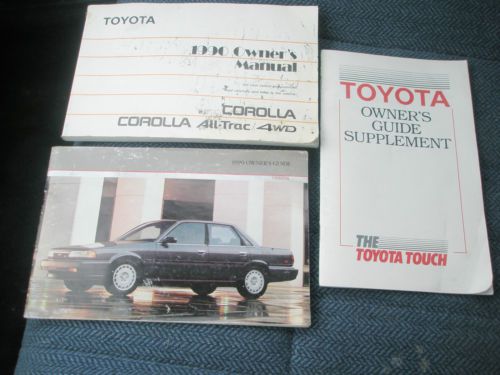 TOYOTA
1990 Owner's
Manual
COROLLA
COROLLA All-Trac/4WD
TOYOTA
OWNER'S
GUIDE
SUPPLEMENT
THE
TOYOTA TOUCH
1990 OWNER'S GUIDE